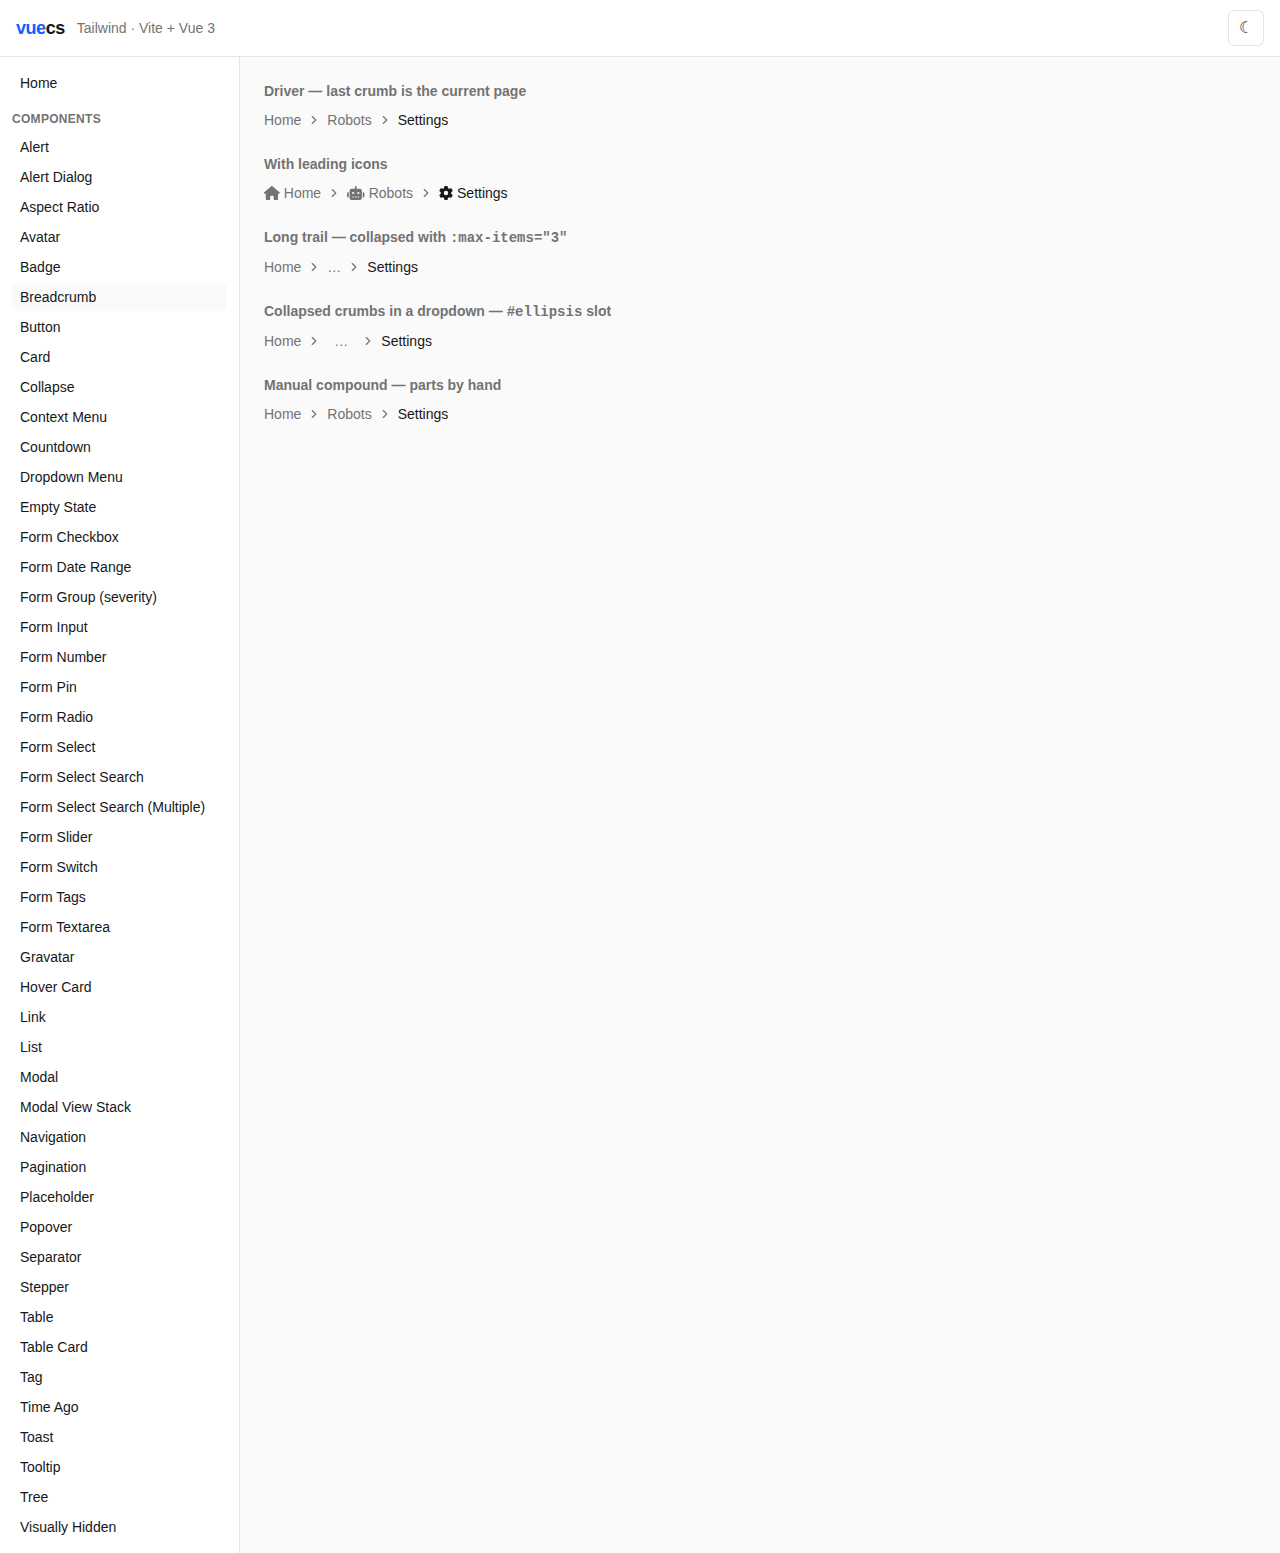 vuecs Tailwind · Vite + Vue 3
Home
COMPONENTS
Alert
Alert Dialog
Aspect Ratio
Avatar
Badge
Breadcrumb
Button
Card
Collapse
Context Menu
Countdown
Dropdown Menu
Empty State
Form Checkbox
Form Date Range
Form Group (severity)
Form Input
Form Number
Form Pin
Form Radio
Form Select
Form Select Search
Form Select Search (Multiple)
Form Slider
Form Switch
Form Tags
Form Textarea
Gravatar
Hover Card
Link
List
Modal
Modal View Stack
Navigation
Pagination
Placeholder
Popover
Separator
Stepper
Table
Table Card
Tag
Time Ago
Toast
Tooltip
Tree
Visually Hidden
Driver — last crumb is the current page
Home Robots Settings
With leading icons
Home Robots Settings
Long trail — collapsed with :max-items="3"
Home … Settings
Collapsed crumbs in a dropdown — #ellipsis slot
Home … Settings
Manual compound — parts by hand
Home Robots Settings